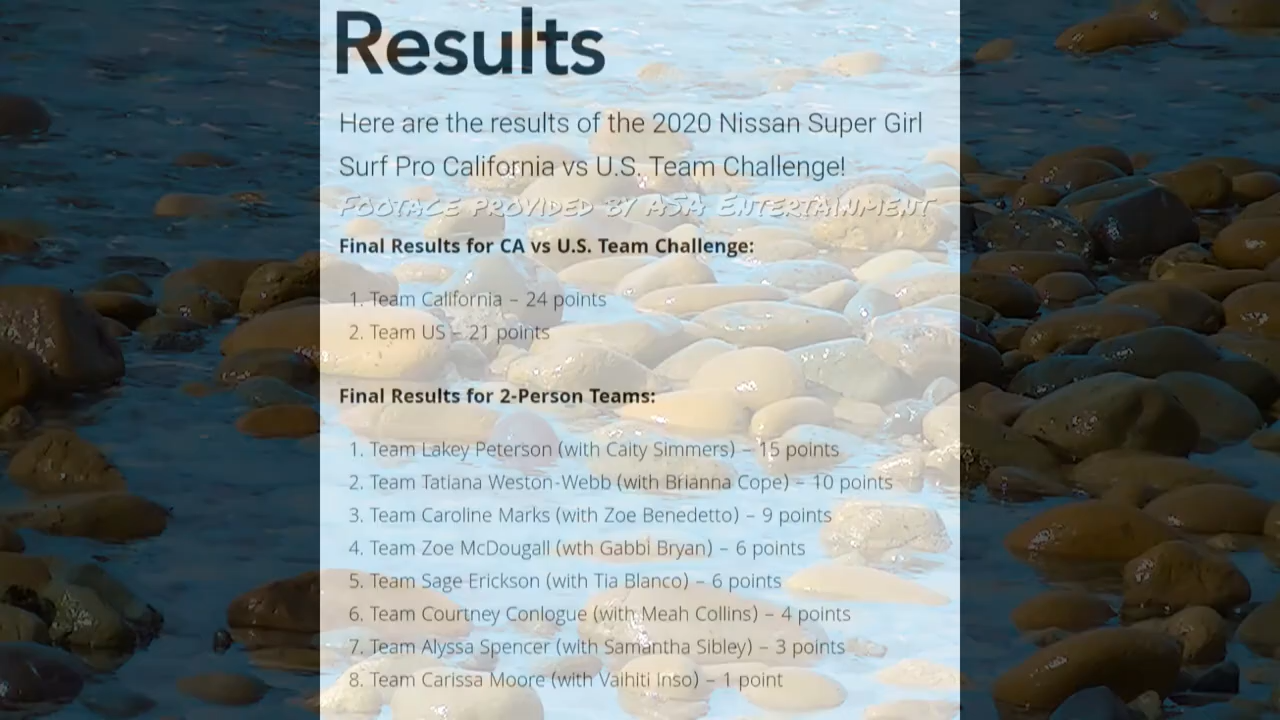 Results
Here are the results of the 2020 Nissan Super Girl
Surf Pro California vs U.S. Team Challenge!
Footage provided by ASA Entertainment
Final Results for CA vs U.S. Team Challenge:
1. Team California – 24 points
2. Team US – 21 points
Final Results for 2-Person Teams:
1. Team Lakey Peterson (with Caity Simmers) – 15 points
2. Team Tatiana Weston-Webb (with Brianna Cope) – 10 points
3. Team Caroline Marks (with Zoe Benedetto) – 9 points
4. Team Zoe McDougall (wth Gabbi Bryan) – 6 points
5. Team Sage Erickson (with Tia Blanco) – 6 points
6. Team Courtney Conlogue (with Meah Collins) – 4 points
7. Team Alyssa Spencer (with Samantha Sibley) – 3 points
8. Team Carissa Moore (with Vaihiti Inso) – 1 point